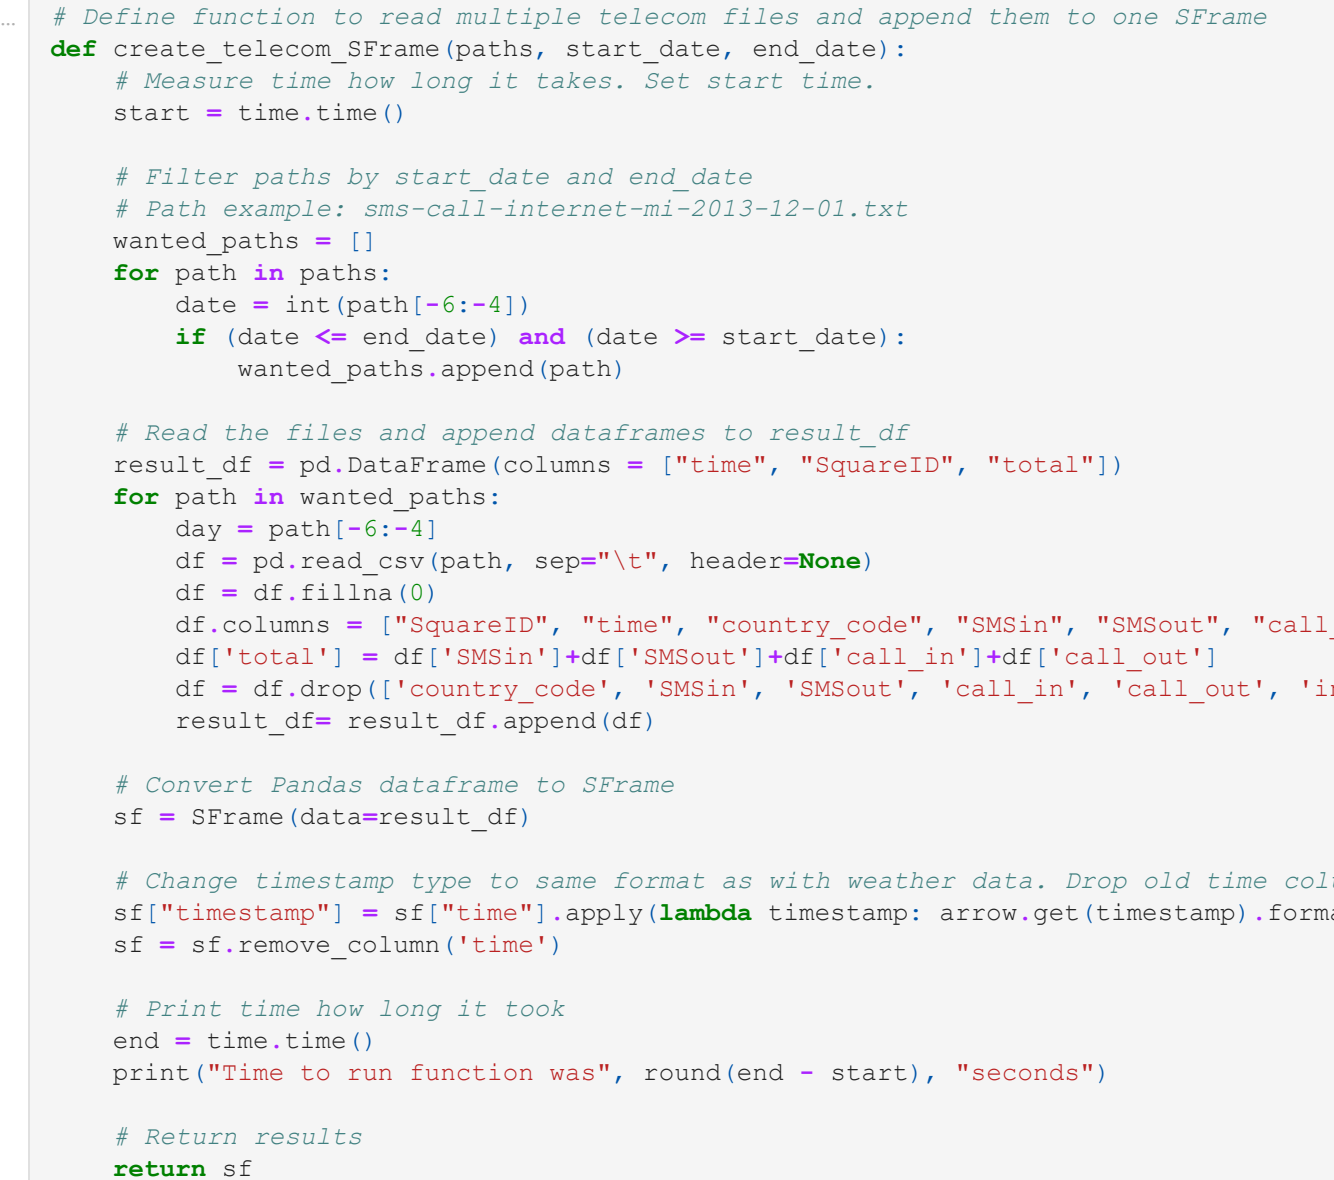 ...
# Define function to read multiple telecom files and append them to one SFrame
def create_telecom_SFrame(paths, start_date, end_date):
    # Measure time how long it takes. Set start time.
    start = time.time()

    # Filter paths by start_date and end_date
    # Path example: sms-call-internet-mi-2013-12-01.txt
    wanted_paths = []
    for path in paths:
        date = int(path[-6:-4])
        if (date <= end_date) and (date >= start_date):
            wanted_paths.append(path)

    # Read the files and append dataframes to result_df
    result_df = pd.DataFrame(columns = ["time", "SquareID", "total"])
    for path in wanted_paths:
        day = path[-6:-4]
        df = pd.read_csv(path, sep="\t", header=None)
        df = df.fillna(0)
        df.columns = ["SquareID", "time", "country_code", "SMSin", "SMSout", "call_
        df['total'] = df['SMSin']+df['SMSout']+df['call_in']+df['call_out']
        df = df.drop(['country_code', 'SMSin', 'SMSout', 'call_in', 'call_out', 'in
        result_df= result_df.append(df)

    # Convert Pandas dataframe to SFrame
    sf = SFrame(data=result_df)

    # Change timestamp type to same format as with weather data. Drop old time colu
    sf["timestamp"] = sf["time"].apply(lambda timestamp: arrow.get(timestamp).forma
    sf = sf.remove_column('time')

    # Print time how long it took
    end = time.time()
    print("Time to run function was", round(end - start), "seconds")

    # Return results
    return sf